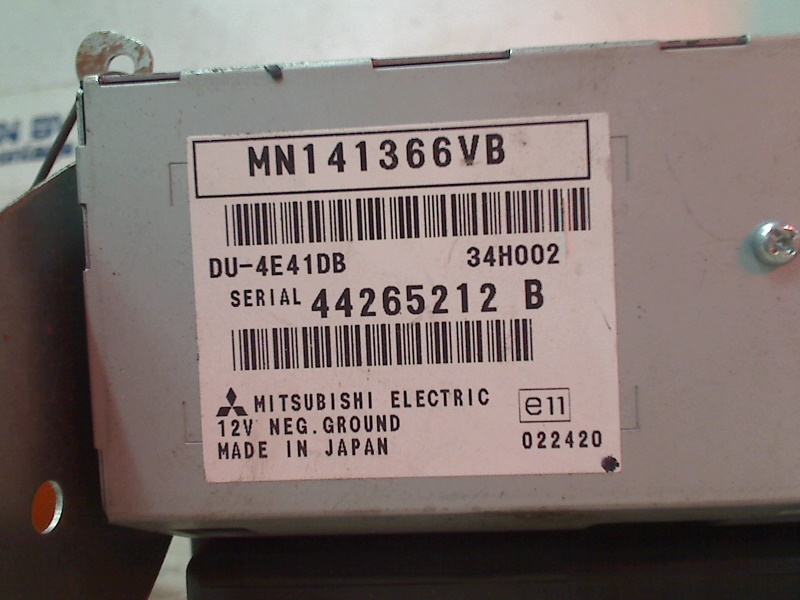 MN141366VB
DU-4E41DB 34H002
SERIAL 44265212 B
MITSUBISHI ELECTRIC e11
12V NEG.GROUND
MADE IN JAPAN 022420